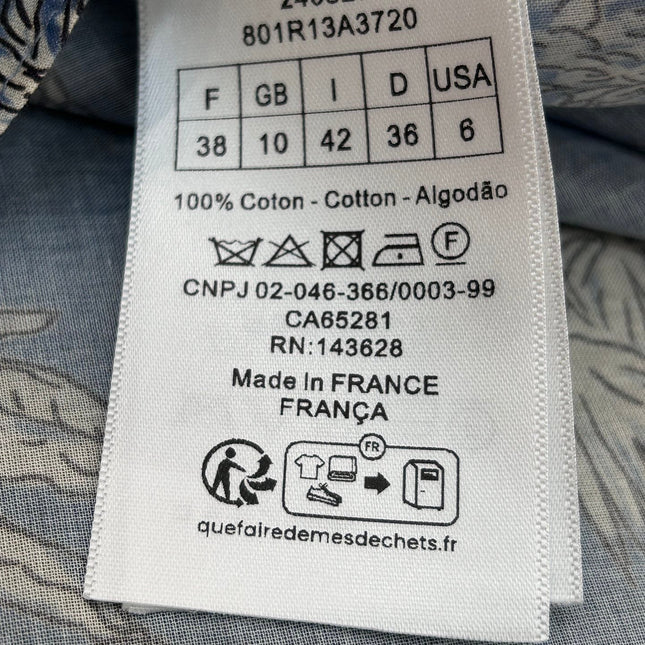 801R13A3720
F GB I D USA
38 10 42 36 6
100% Coton - Cotton - Algodão
F
CNPJ 02-046-366/0003-99
CA65281
RN:143628
Made In FRANCE
FRANÇA
FR
quefairedemesdechets.fr